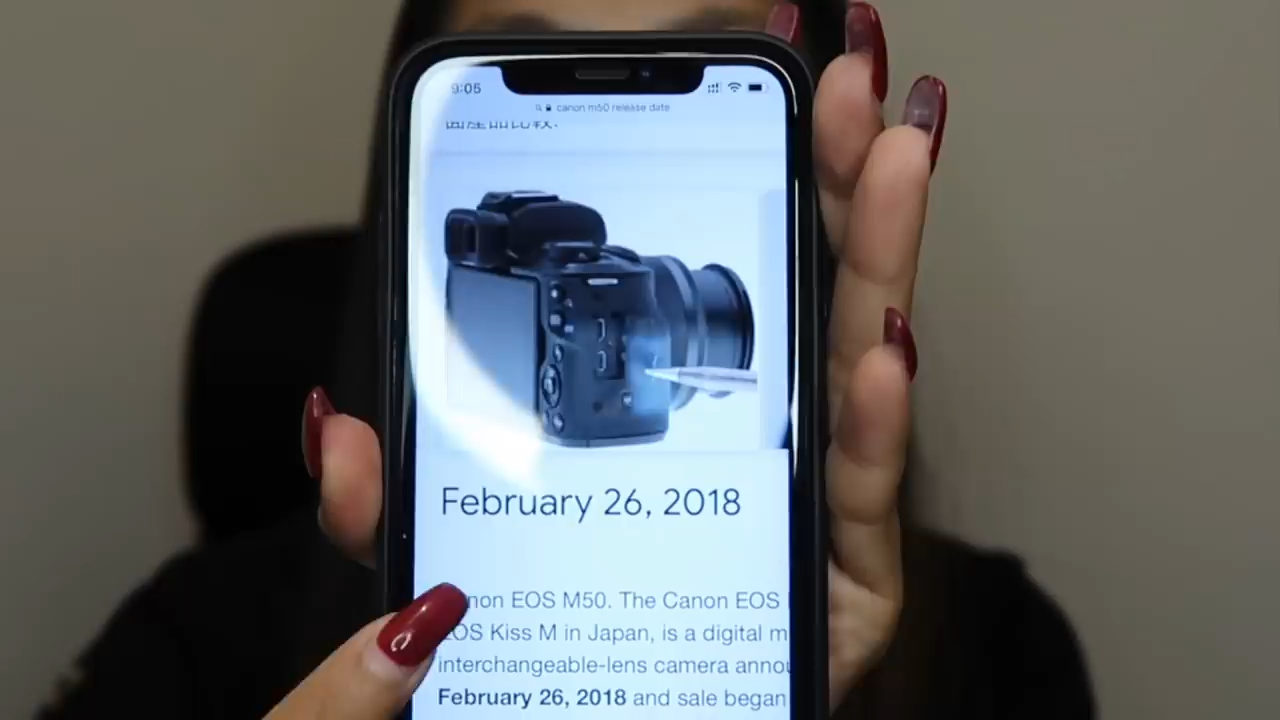 9:05
canon m50 release date
February 26, 2018
non EOS M50. The Canon EOS
EOS Kiss M in Japan, is a digital m
interchangeable-lens camera annou
February 26, 2018 and sale began